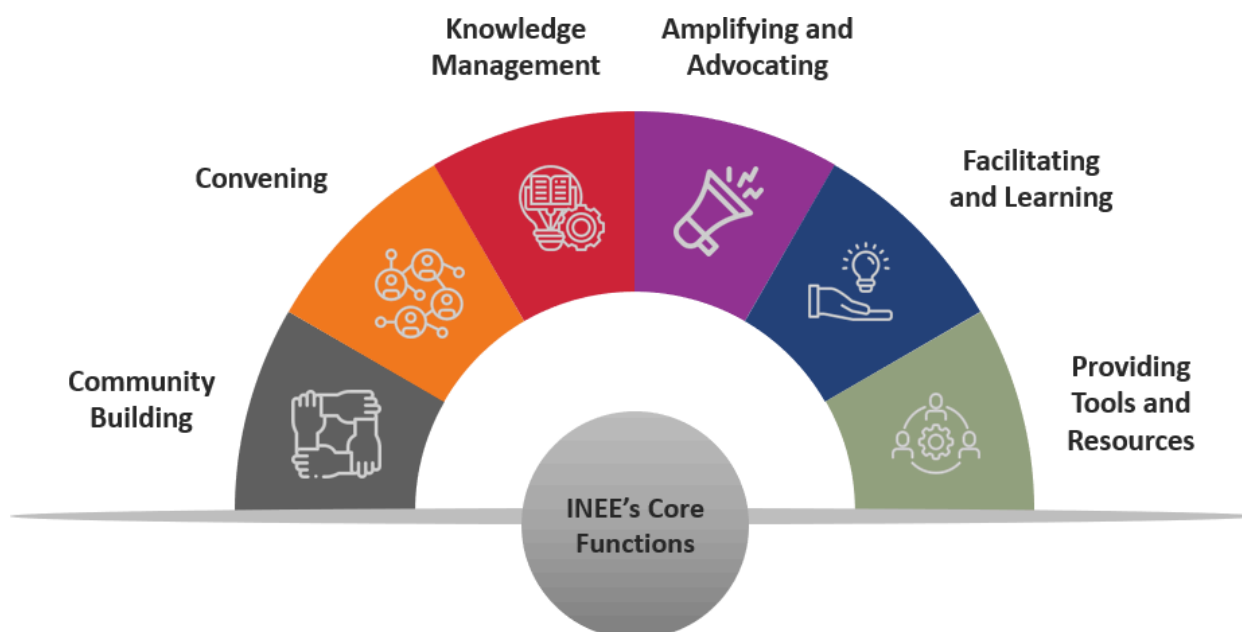 Knowledge
Management
Amplifying and
Advocating
Convening
Facilitating
and Learning
Community
Building
Providing
Tools and
Resources
INEE’s Core
Functions